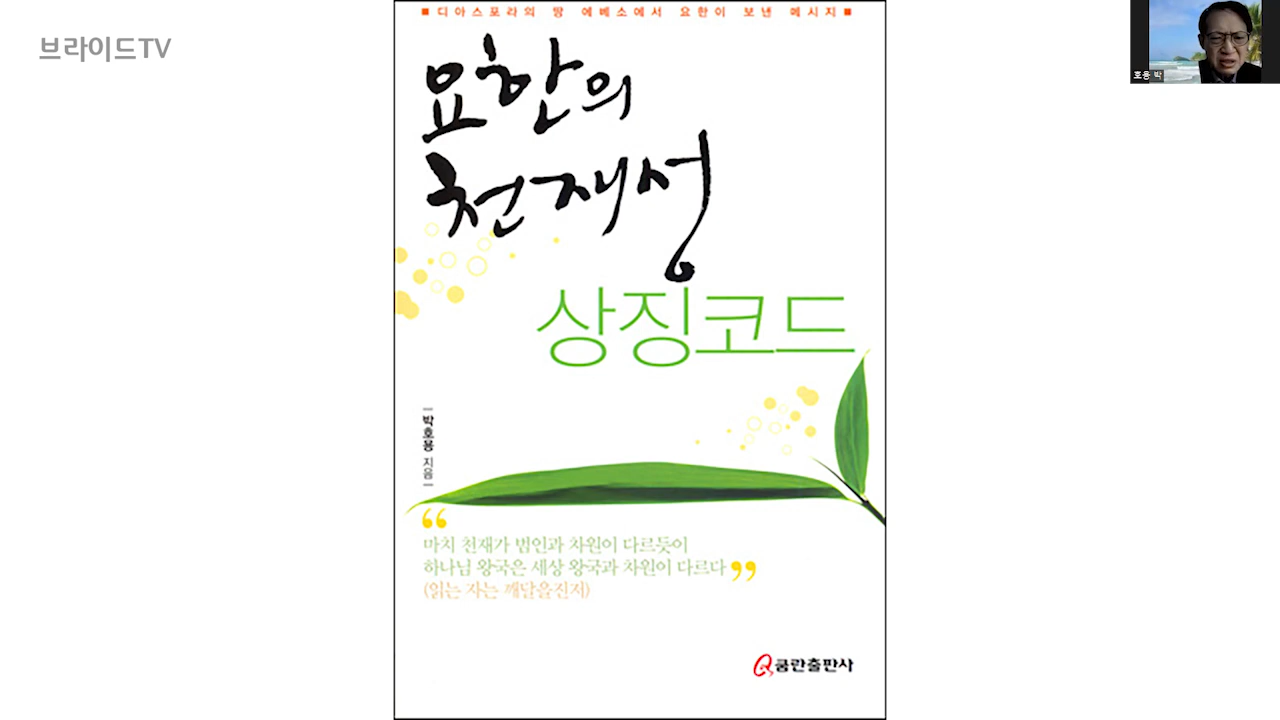 ■디아스포라의 땅 에베소에서 요한이 보낸 메시지■
브라이드TV
호용 박
요한의
천재성
상징코드
박호용 지음
“
마치 천재가 범인과 차원이 다르듯이
하나님 왕국은 세상 왕국과 차원이 다르다 ”
(읽는 자는 깨달을진저)
쿰란출판사